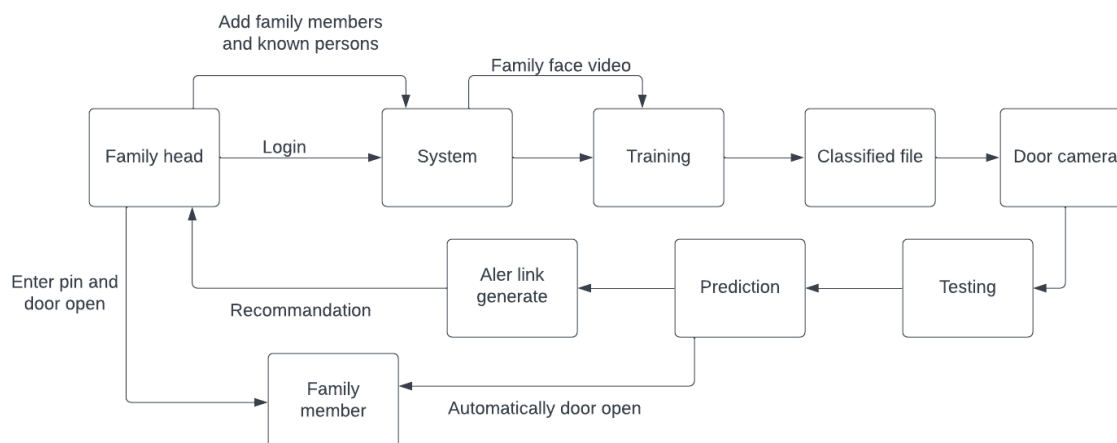 Add family members
and known persons
Family face video
Family head
Login
System
Training
Classified file
Door camera
Enter pin and
door open
Recommandation
Aler link
generate
Prediction
Testing
Family
member
Automatically door open